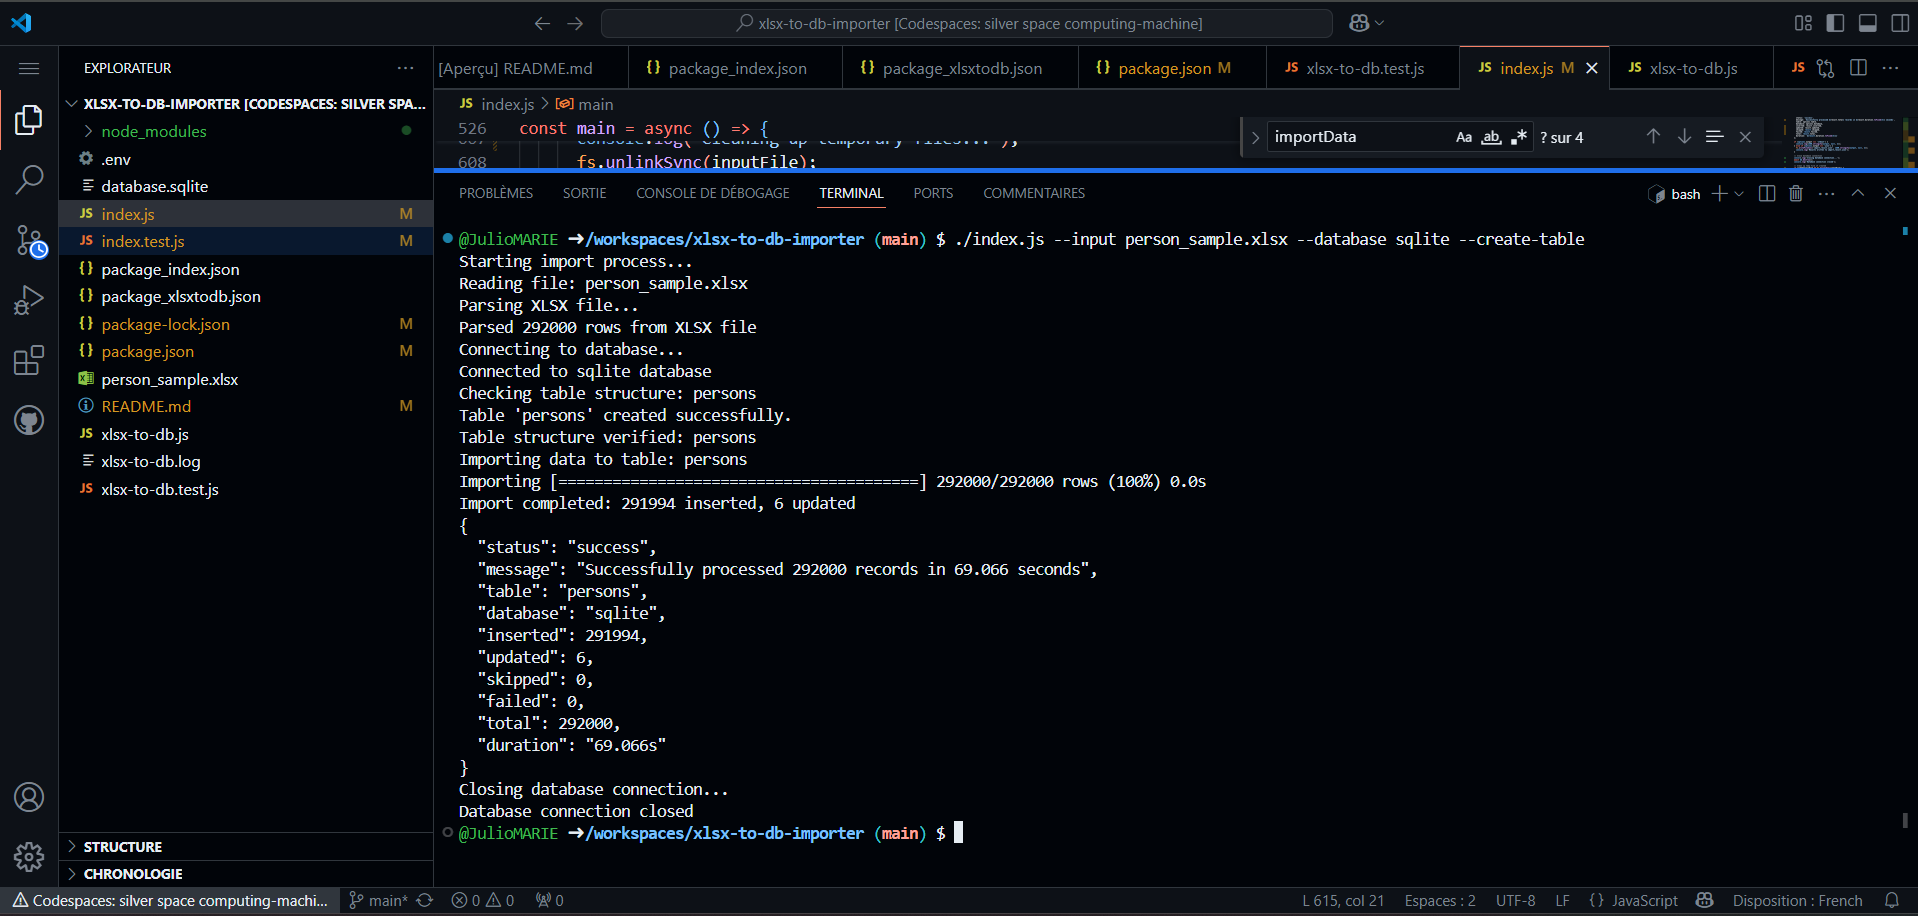 xlsx-to-db-importer [Codespaces: silver space computing-machine]
EXPLORATEUR
XLSX-TO-DB-IMPORTER [CODESPACES: SILVER SPA...
node_modules
.env
database.sqlite
JS index.js M
JS index.test.js M
{} package_index.json
{} package_xlsxtodb.json
{} package-lock.json M
{} package.json M
person_sample.xlsx
README.md M
JS xlsx-to-db.js
xlsx-to-db.log
JS xlsx-to-db.test.js
STRUCTURE
CHRONOLOGIE
[Aperçu] README.md {} package_index.json {} package_xlsxtodb.json {} package.json M JS xlsx-to-db.test.js JS index.js M JS xlsx-to-db.js JS
JS index.js > main
526 const main = async () => {
607 console.log("Cleaning up temporary files...");
608 fs.unlinkSync(inputFile);
importData Aa ab .* ? sur 4
PROBLÈMES SORTIE CONSOLE DE DÉBOGAGE TERMINAL PORTS COMMENTAIRES bash
@JulioMARIE ➜/workspaces/xlsx-to-db-importer (main) $ ./index.js --input person_sample.xlsx --database sqlite --create-table
Starting import process...
Reading file: person_sample.xlsx
Parsing XLSX file...
Parsed 292000 rows from XLSX file
Connecting to database...
Connected to sqlite database
Checking table structure: persons
Table 'persons' created successfully.
Table structure verified: persons
Importing data to table: persons
Importing [========================================] 292000/292000 rows (100%) 0.0s
Import completed: 291994 inserted, 6 updated
{
"status": "success",
"message": "Successfully processed 292000 records in 69.066 seconds",
"table": "persons",
"database": "sqlite",
"inserted": 291994,
"updated": 6,
"skipped": 0,
"failed": 0,
"total": 292000,
"duration": "69.066s"
}
Closing database connection...
Database connection closed
@JulioMARIE ➜/workspaces/xlsx-to-db-importer (main) $
Codespaces: silver space computing-machi... main* 0 0 0 L 615, col 21 Espaces : 2 UTF-8 LF {} JavaScript Disposition : French